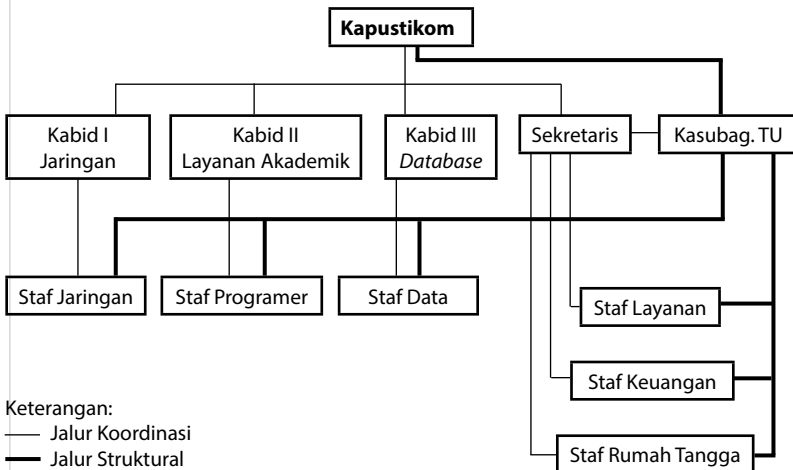 Kapustikom
Kabid I
Jaringan
Kabid II
Layanan Akademik
Kabid III
Database
Sekretaris
Kasubag. TU
Staf Jaringan
Staf Programer
Staf Data
Staf Layanan
Staf Keuangan
Staf Rumah Tangga
Keterangan:
Jalur Koordinasi
Jalur Struktural